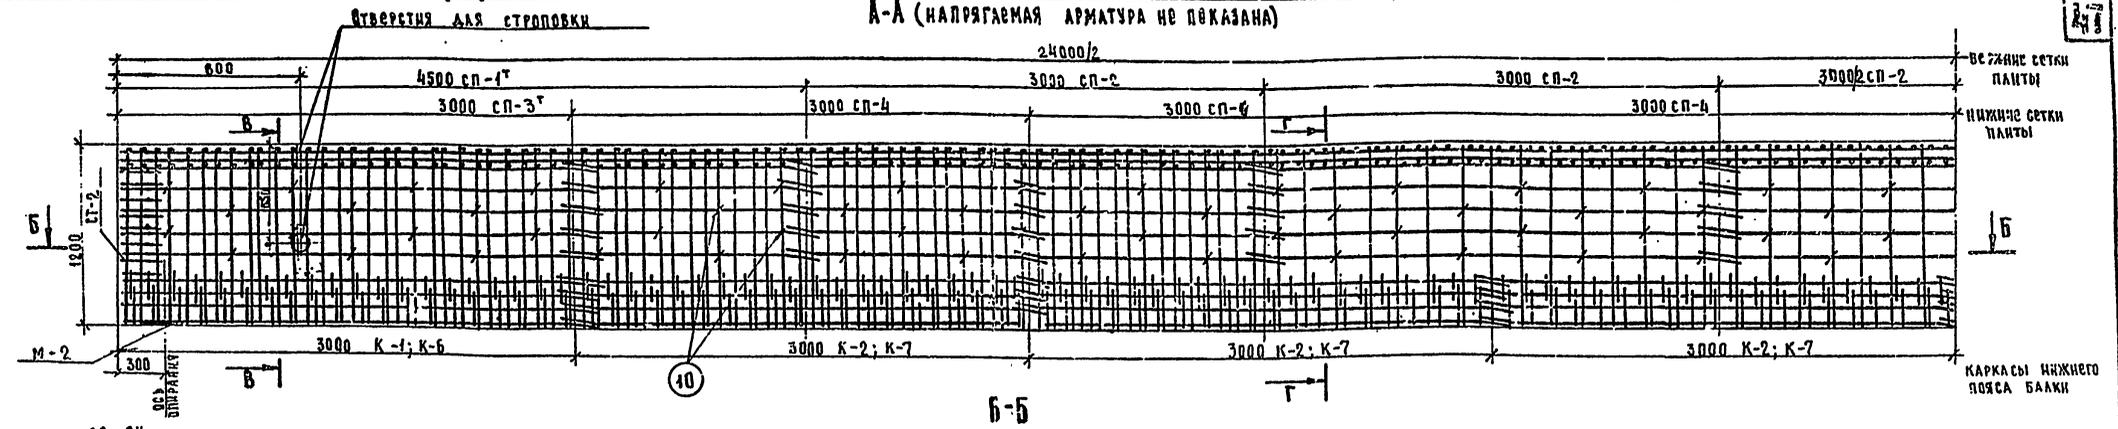 Отверстия для строповки
А-А (напрягаемая арматура не показана)
24000/2
верхние сетки
плиты
800
4500 СП-1т
3000 СП-2
3000 СП-2
3000/2 СП-2
3000 СП-3т
3000 СП-4
3000 СП-4
3000 СП-4
нижние сетки
плиты
В
Г
СТ-2
Б
Б
1200
М-2
3000 К-1; К-6
3000 К-2; К-7
3000 К-2; К-7
3000 К-2; К-7
300
ось
опирания
В
10
Г
каркасы нижнего
пояса балки
Б-Б